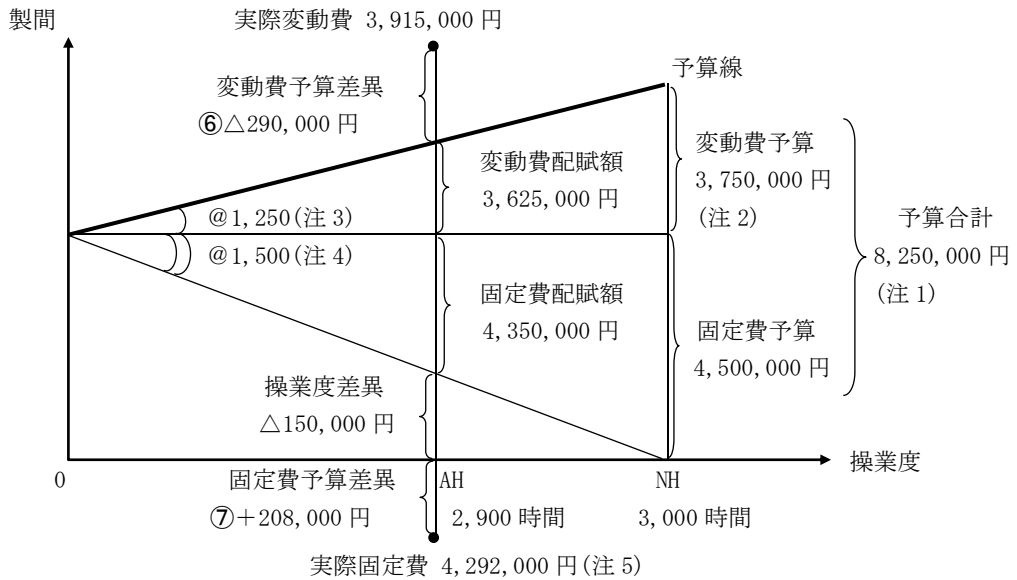 製間
実際変動費 3,915,000 円
予算線
変動費予算差異
⑥△290,000 円
変動費配賦額
3,625,000 円
変動費予算
3,750,000 円
(注 2)
予算合計
8,250,000 円
(注 1)
@1,250(注 3)
@1,500(注 4)
固定費配賦額
4,350,000 円
固定費予算
4,500,000 円
操業度差異
△150,000 円
操業度
0
固定費予算差異
⑦+208,000 円
AH
2,900 時間
NH
3,000 時間
実際固定費 4,292,000 円(注 5)